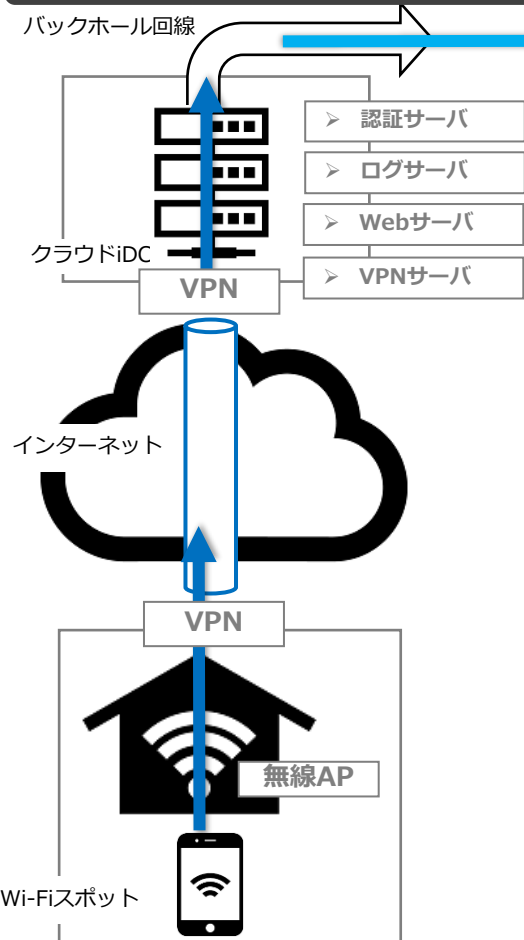 バックホール回線
➢ 認証サーバ
➢ ログサーバ
➢ Webサーバ
➢ VPNサーバ
クラウドiDC
VPN
インターネット
VPN
無線AP
Wi-Fiスポット